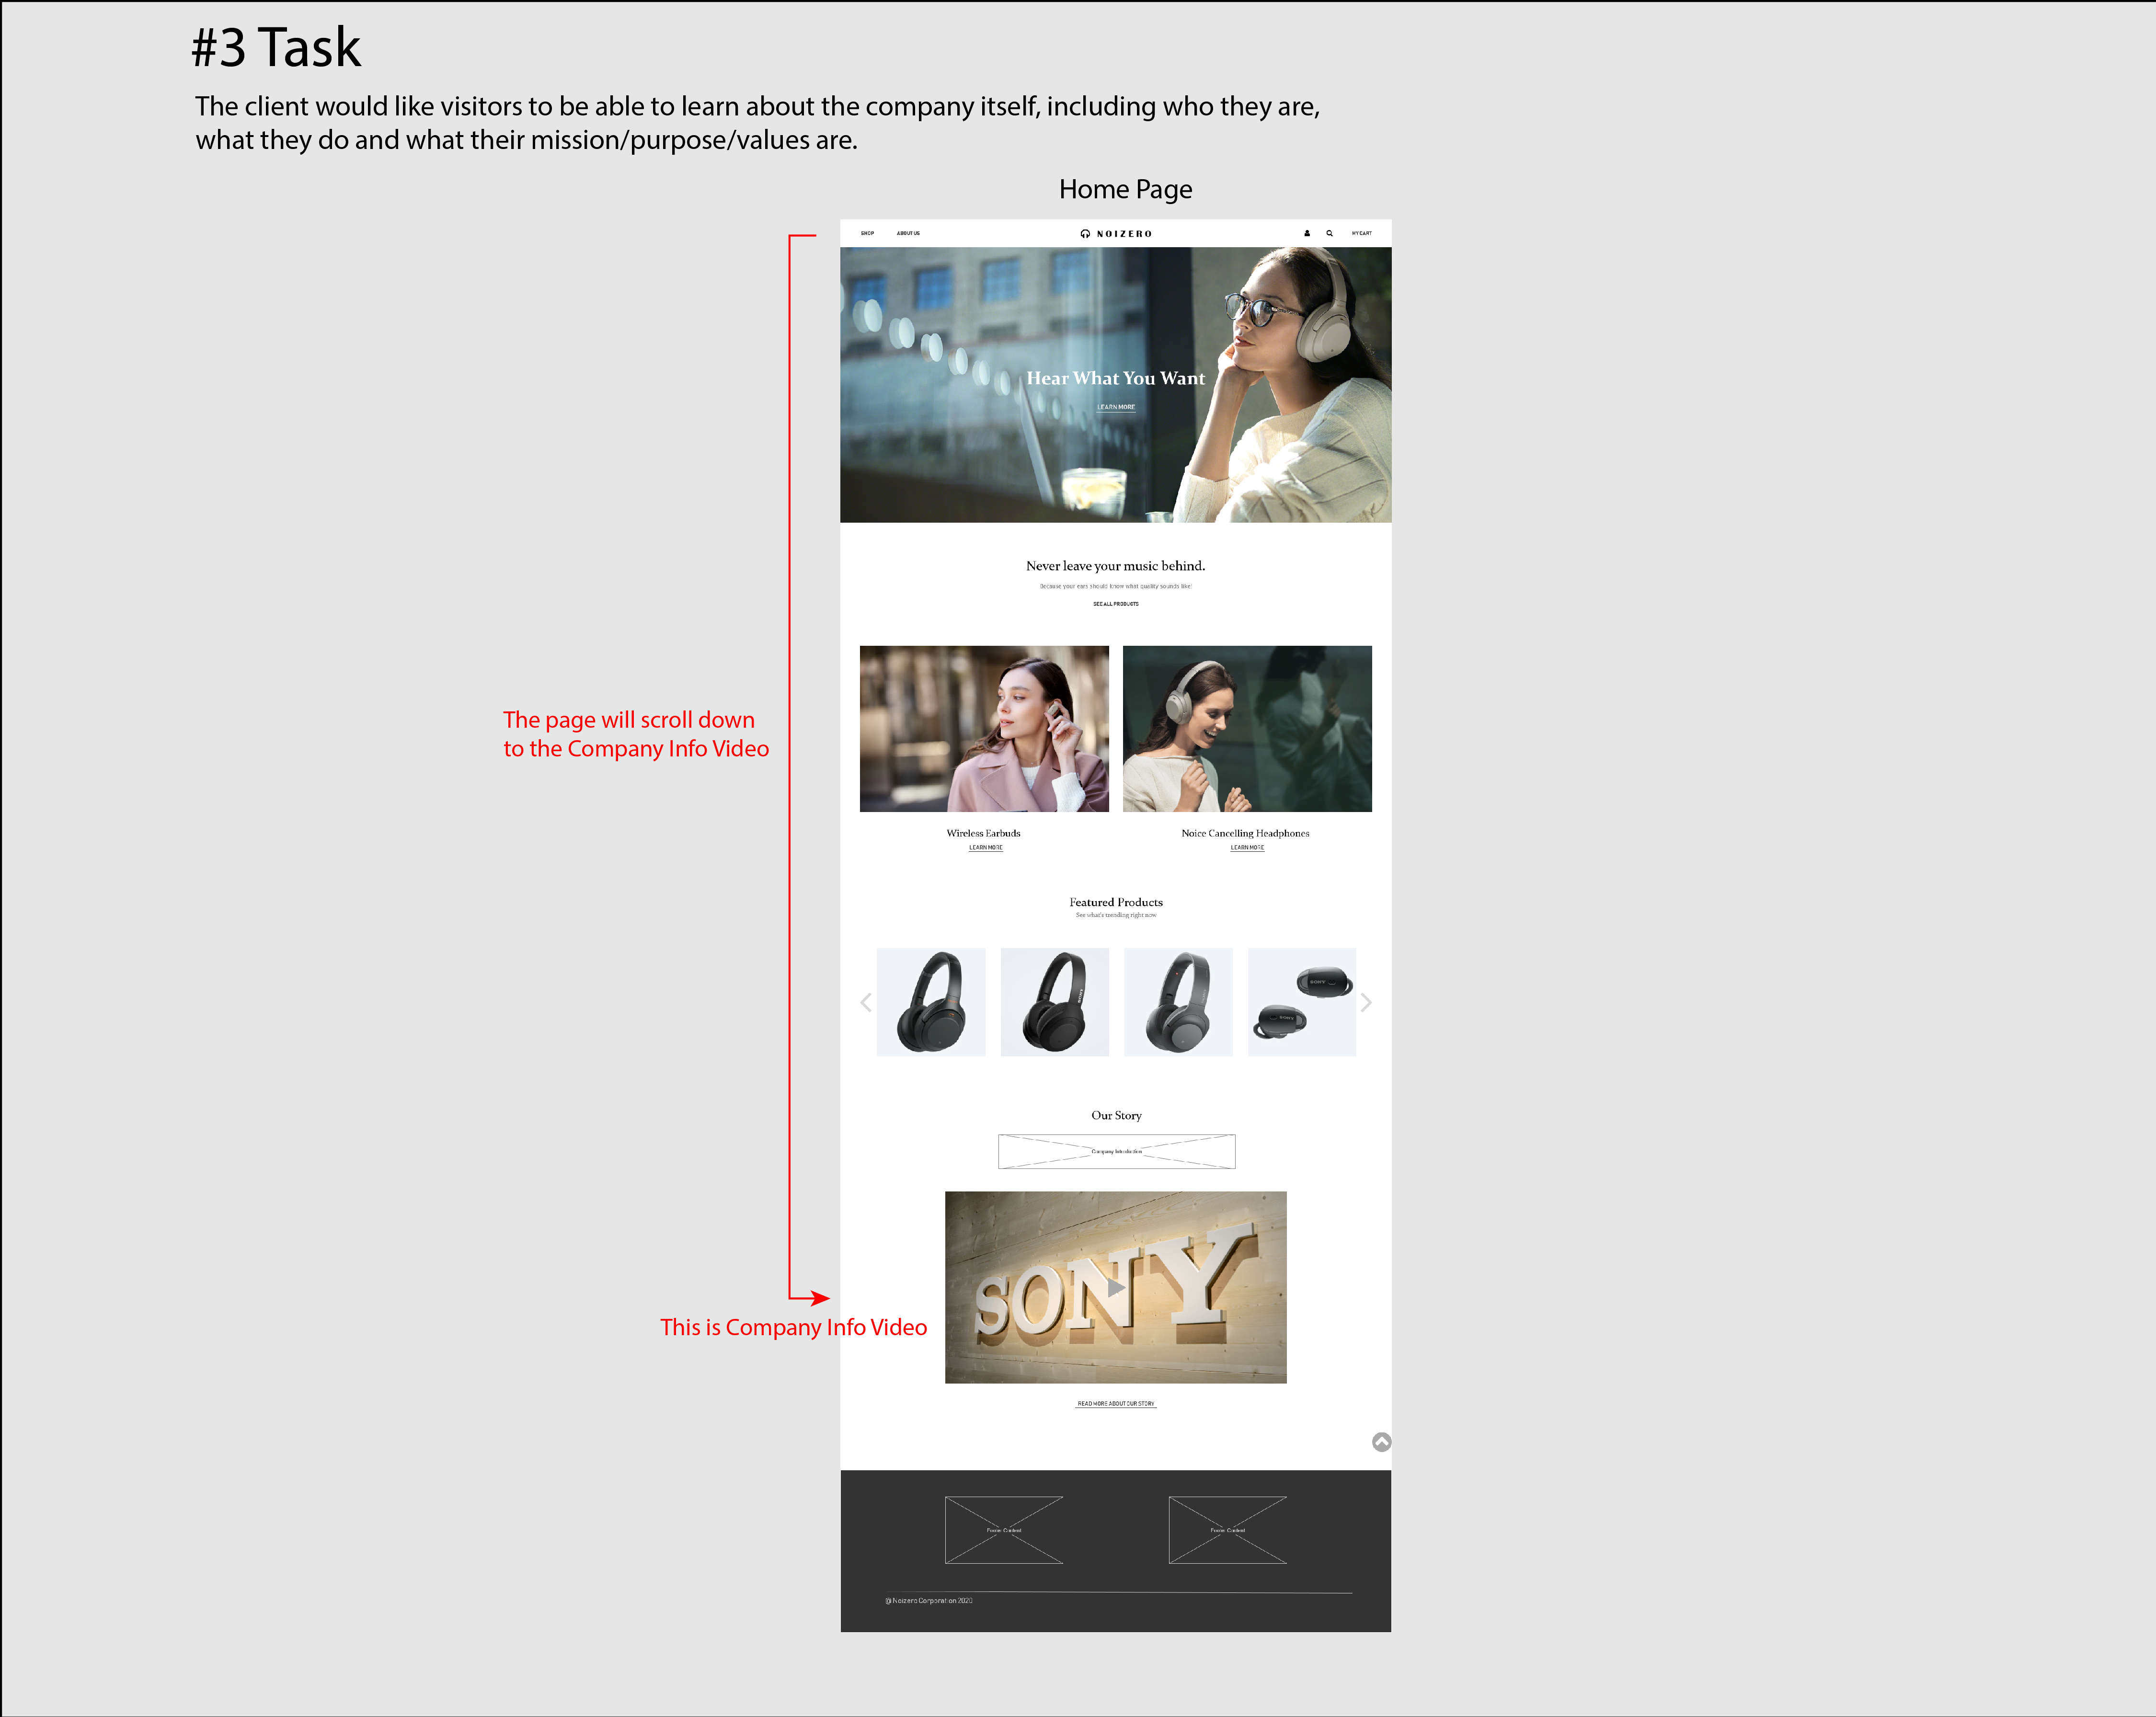 #3 Task
The client would like visitors to be able to learn about the company itself, including who they are,
what they do and what their mission/purpose/values are.
Home Page
SHOP ABOUT US NOIZERO MY CART
Hear What You Want
LEARN MORE
Never leave your music behind.
Because your ears should know what quality sounds like!
SEE ALL PRODUCTS
The page will scroll down
to the Company Info Video
Wireless Earbuds Noice Cancelling Headphones
LEARN MORE LEARN MORE
Featured Products
See what's trending right now
SONY
SONY
SONY
Our Story
Company Introduction
SONY
This is Company Info Video
READ MORE ABOUT OUR STORY
Footer Content Footer Content
@ Noizero Corporation 2020